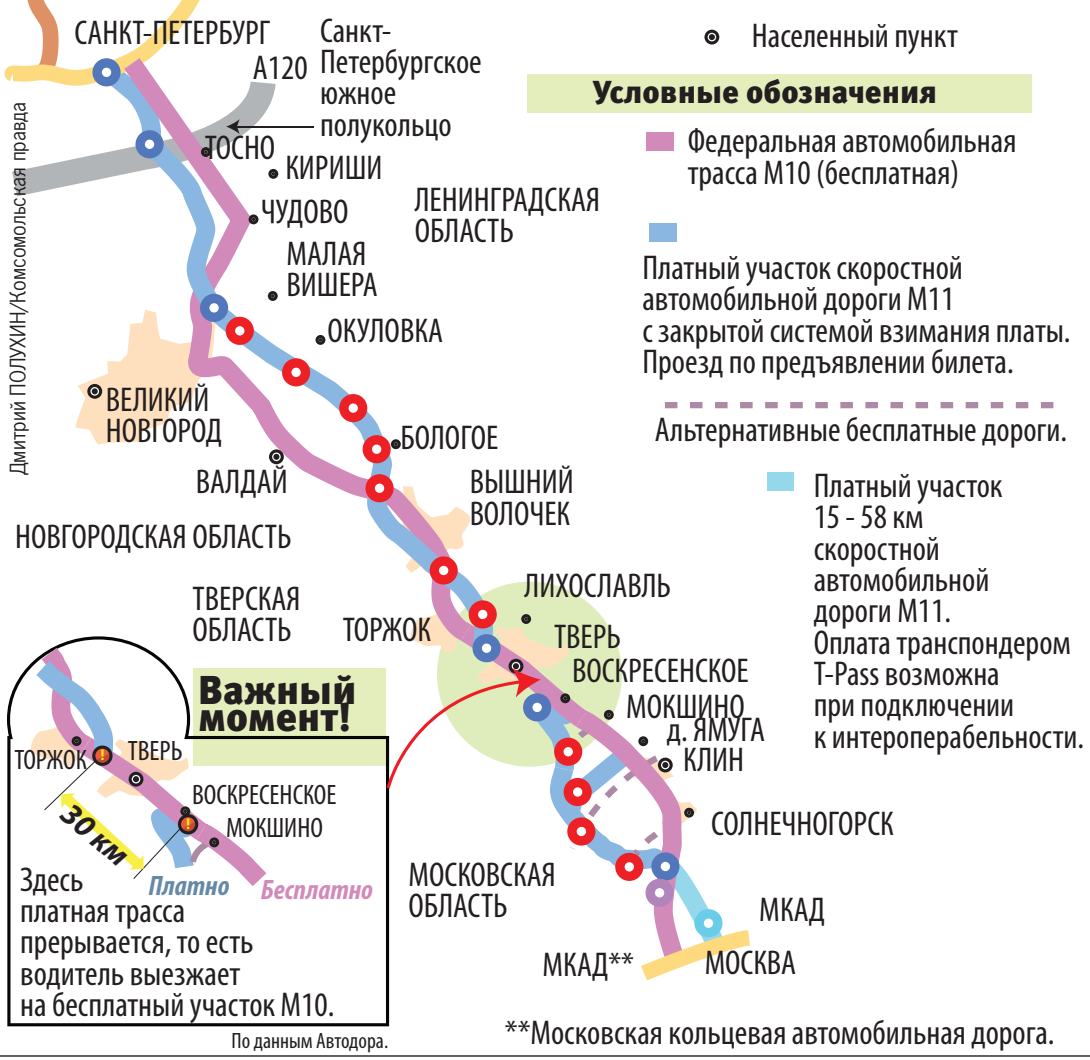 САНКТ-ПЕТЕРБУРГ
А120
Санкт-
Петербургское
южное
полукольцо
ТОСНО
КИРИШИ
ЧУДОВО
ЛЕНИНГРАДСКАЯ
ОБЛАСТЬ
МАЛАЯ
ВИШЕРА
ОКУЛОВКА
ВЕЛИКИЙ
НОВГОРОД
БОЛОГОЕ
ВАЛДАЙ
ВЫШНИЙ
ВОЛОЧЕК
НОВГОРОДСКАЯ ОБЛАСТЬ
ТВЕРСКАЯ
ОБЛАСТЬ
ТОРЖОК
ЛИХОСЛАВЛЬ
ТВЕРЬ
ВОСКРЕСЕНСКОЕ
МОКШИНО
д. ЯМУГА
КЛИН
СОЛНЕЧНОГОРСК
МОСКОВСКАЯ
ОБЛАСТЬ
МКАД
МКАД**
МОСКВА
Населенный пункт
Условные обозначения
Федеральная автомобильная
трасса М10 (бесплатная)
Платный участок скоростной
автомобильной дороги М11
с закрытой системой взимания платы.
Проезд по предъявлении билета.
Альтернативные бесплатные дороги.
Платный участок
15 - 58 км
скоростной
автомобильной
дороги М11.
Оплата транспондером
T-Pass возможна
при подключении
к интероперабельности.
Важный
момент!
ТОРЖОК
ТВЕРЬ
ВОСКРЕСЕНСКОЕ
МОКШИНО
30 км
Платно
Бесплатно
Здесь
платная трасса
прерывается, то есть
водитель выезжает
на бесплатный участок М10.
По данным Автодора.
**Московская кольцевая автомобильная дорога.
Дмитрий ПОЛУХИН/Комсомольская правда